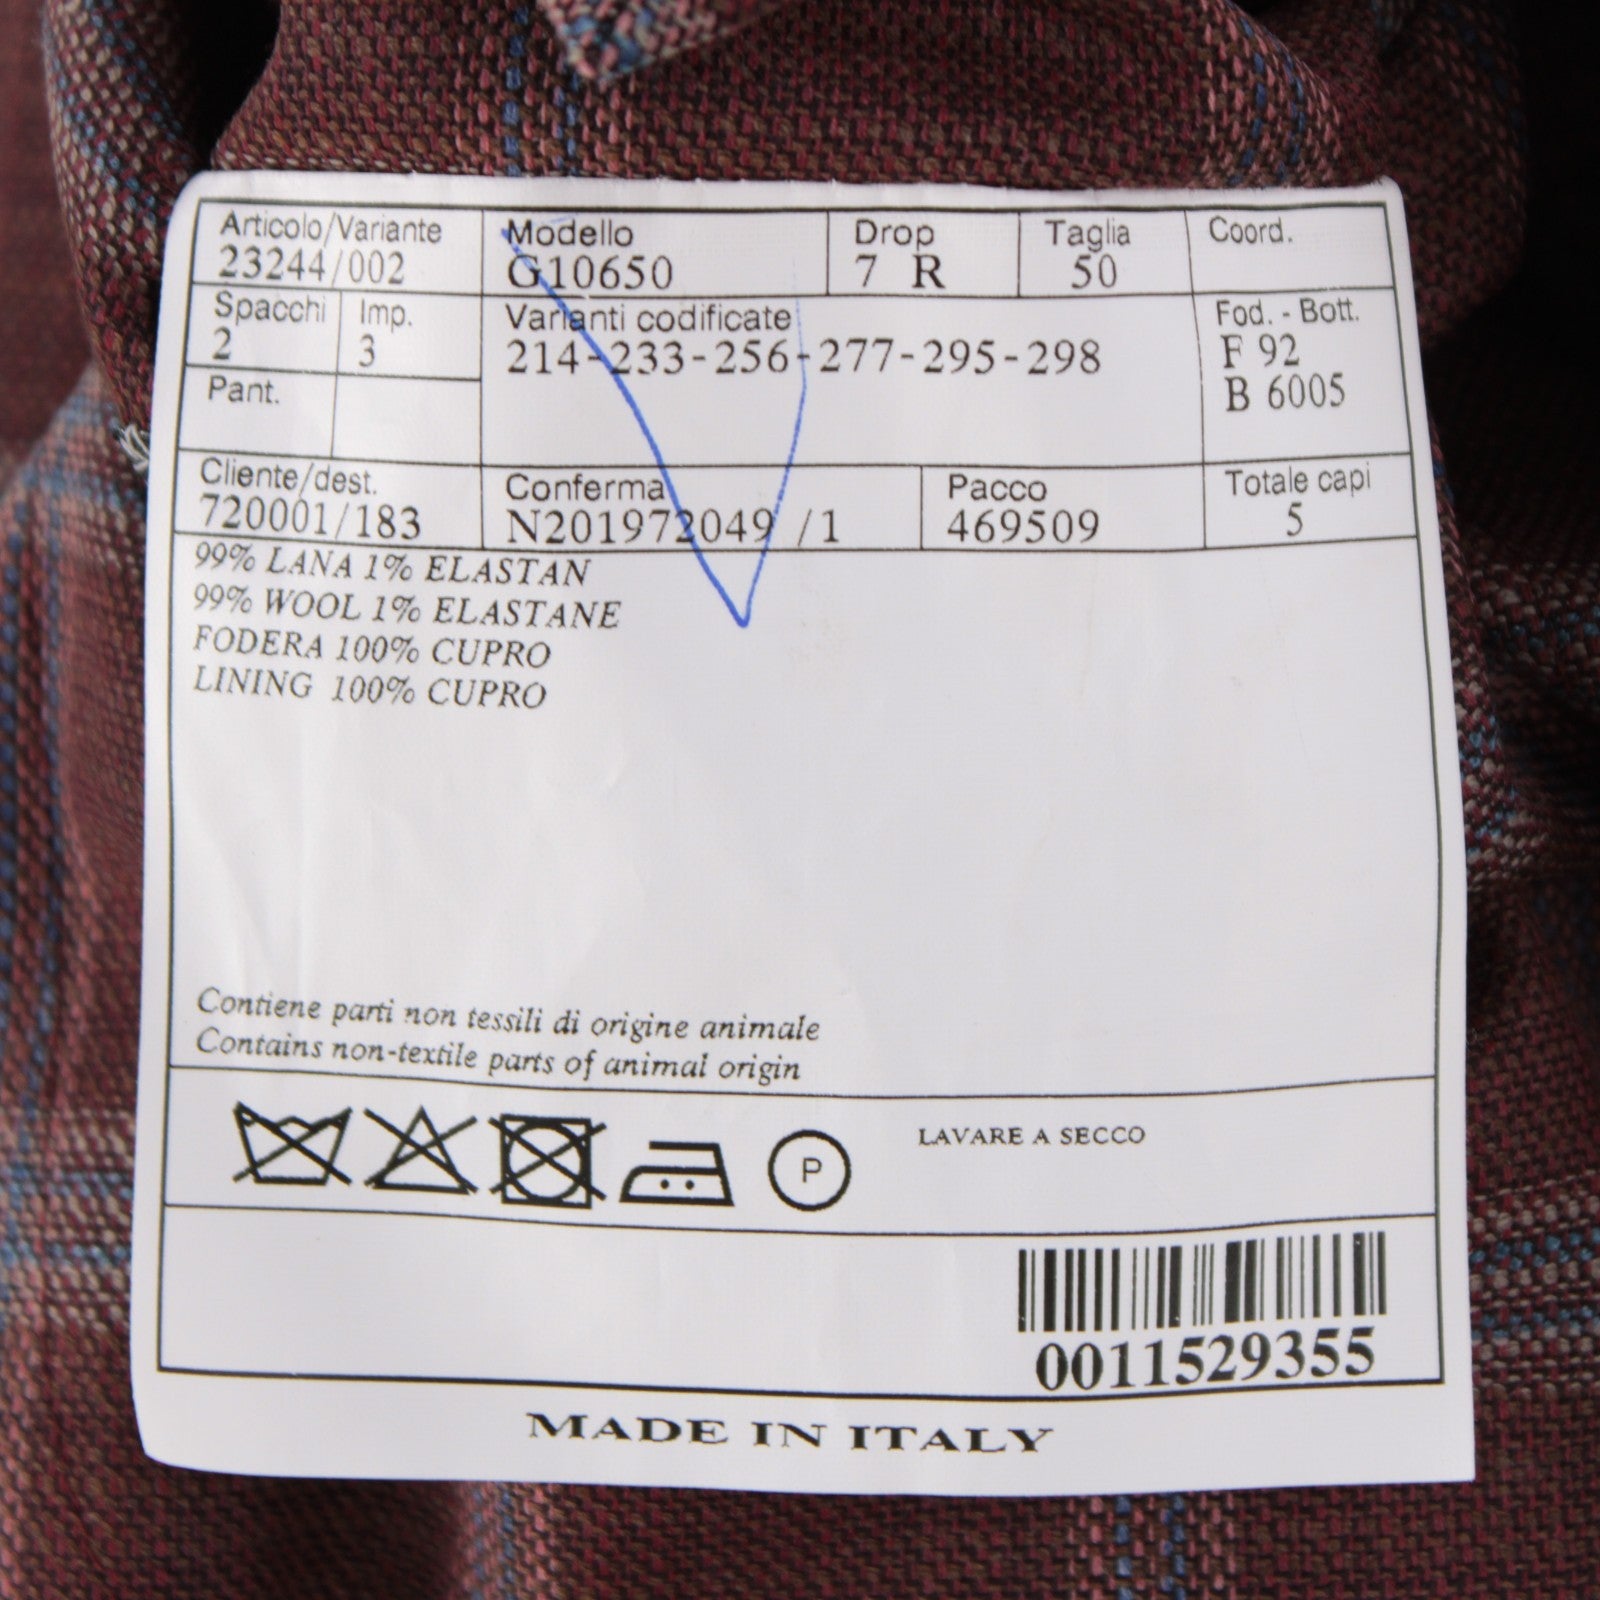 Articolo/Variante Modello Drop Taglia Coord.
23244/002 G10650 7 R 50
Spacchi Imp. Varianti codificate Fod. - Bott.
2 3 214-233-256-277-295-298 F 92
Pant. B 6005
Cliente/dest. Conferma Pacco Totale capi
720001/183 N201972049 /1 469509 5
99% LANA 1% ELASTAN
99% WOOL 1% ELASTANE
FODERA 100% CUPRO
LINING 100% CUPRO
Contiene parti non tessili di origine animale
Contains non-textile parts of animal origin
P LAVARE A SECCO
0011529355
MADE IN ITALY